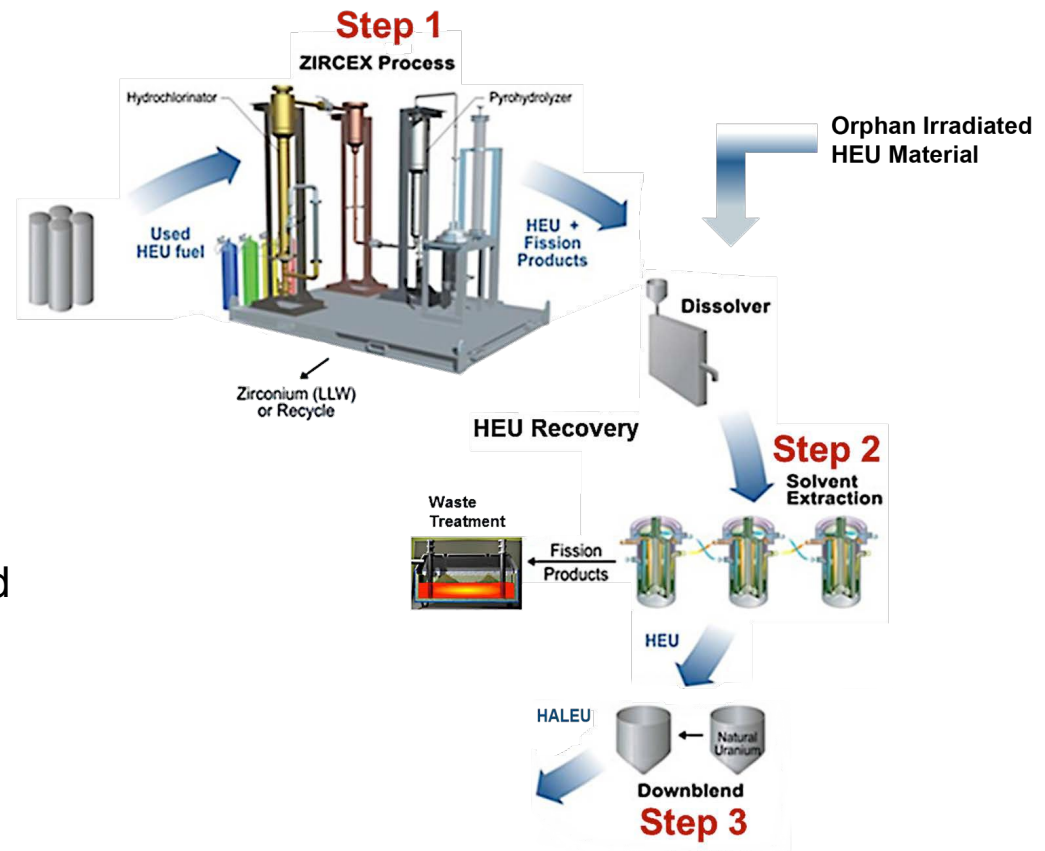 Step 1
ZIRCEX Process
Hydrochlorinator
Pyrohydrolyzer
Orphan Irradiated
HEU Material
Used
HEU fuel
HEU +
Fission
Products
Dissolver
Zirconium (LLW)
or Recycle
HEU Recovery
Step 2
Solvent
Extraction
Waste
Treatment
Fission
Products
d
HEU
HALEU
Natural
Uranium
Downblend
Step 3